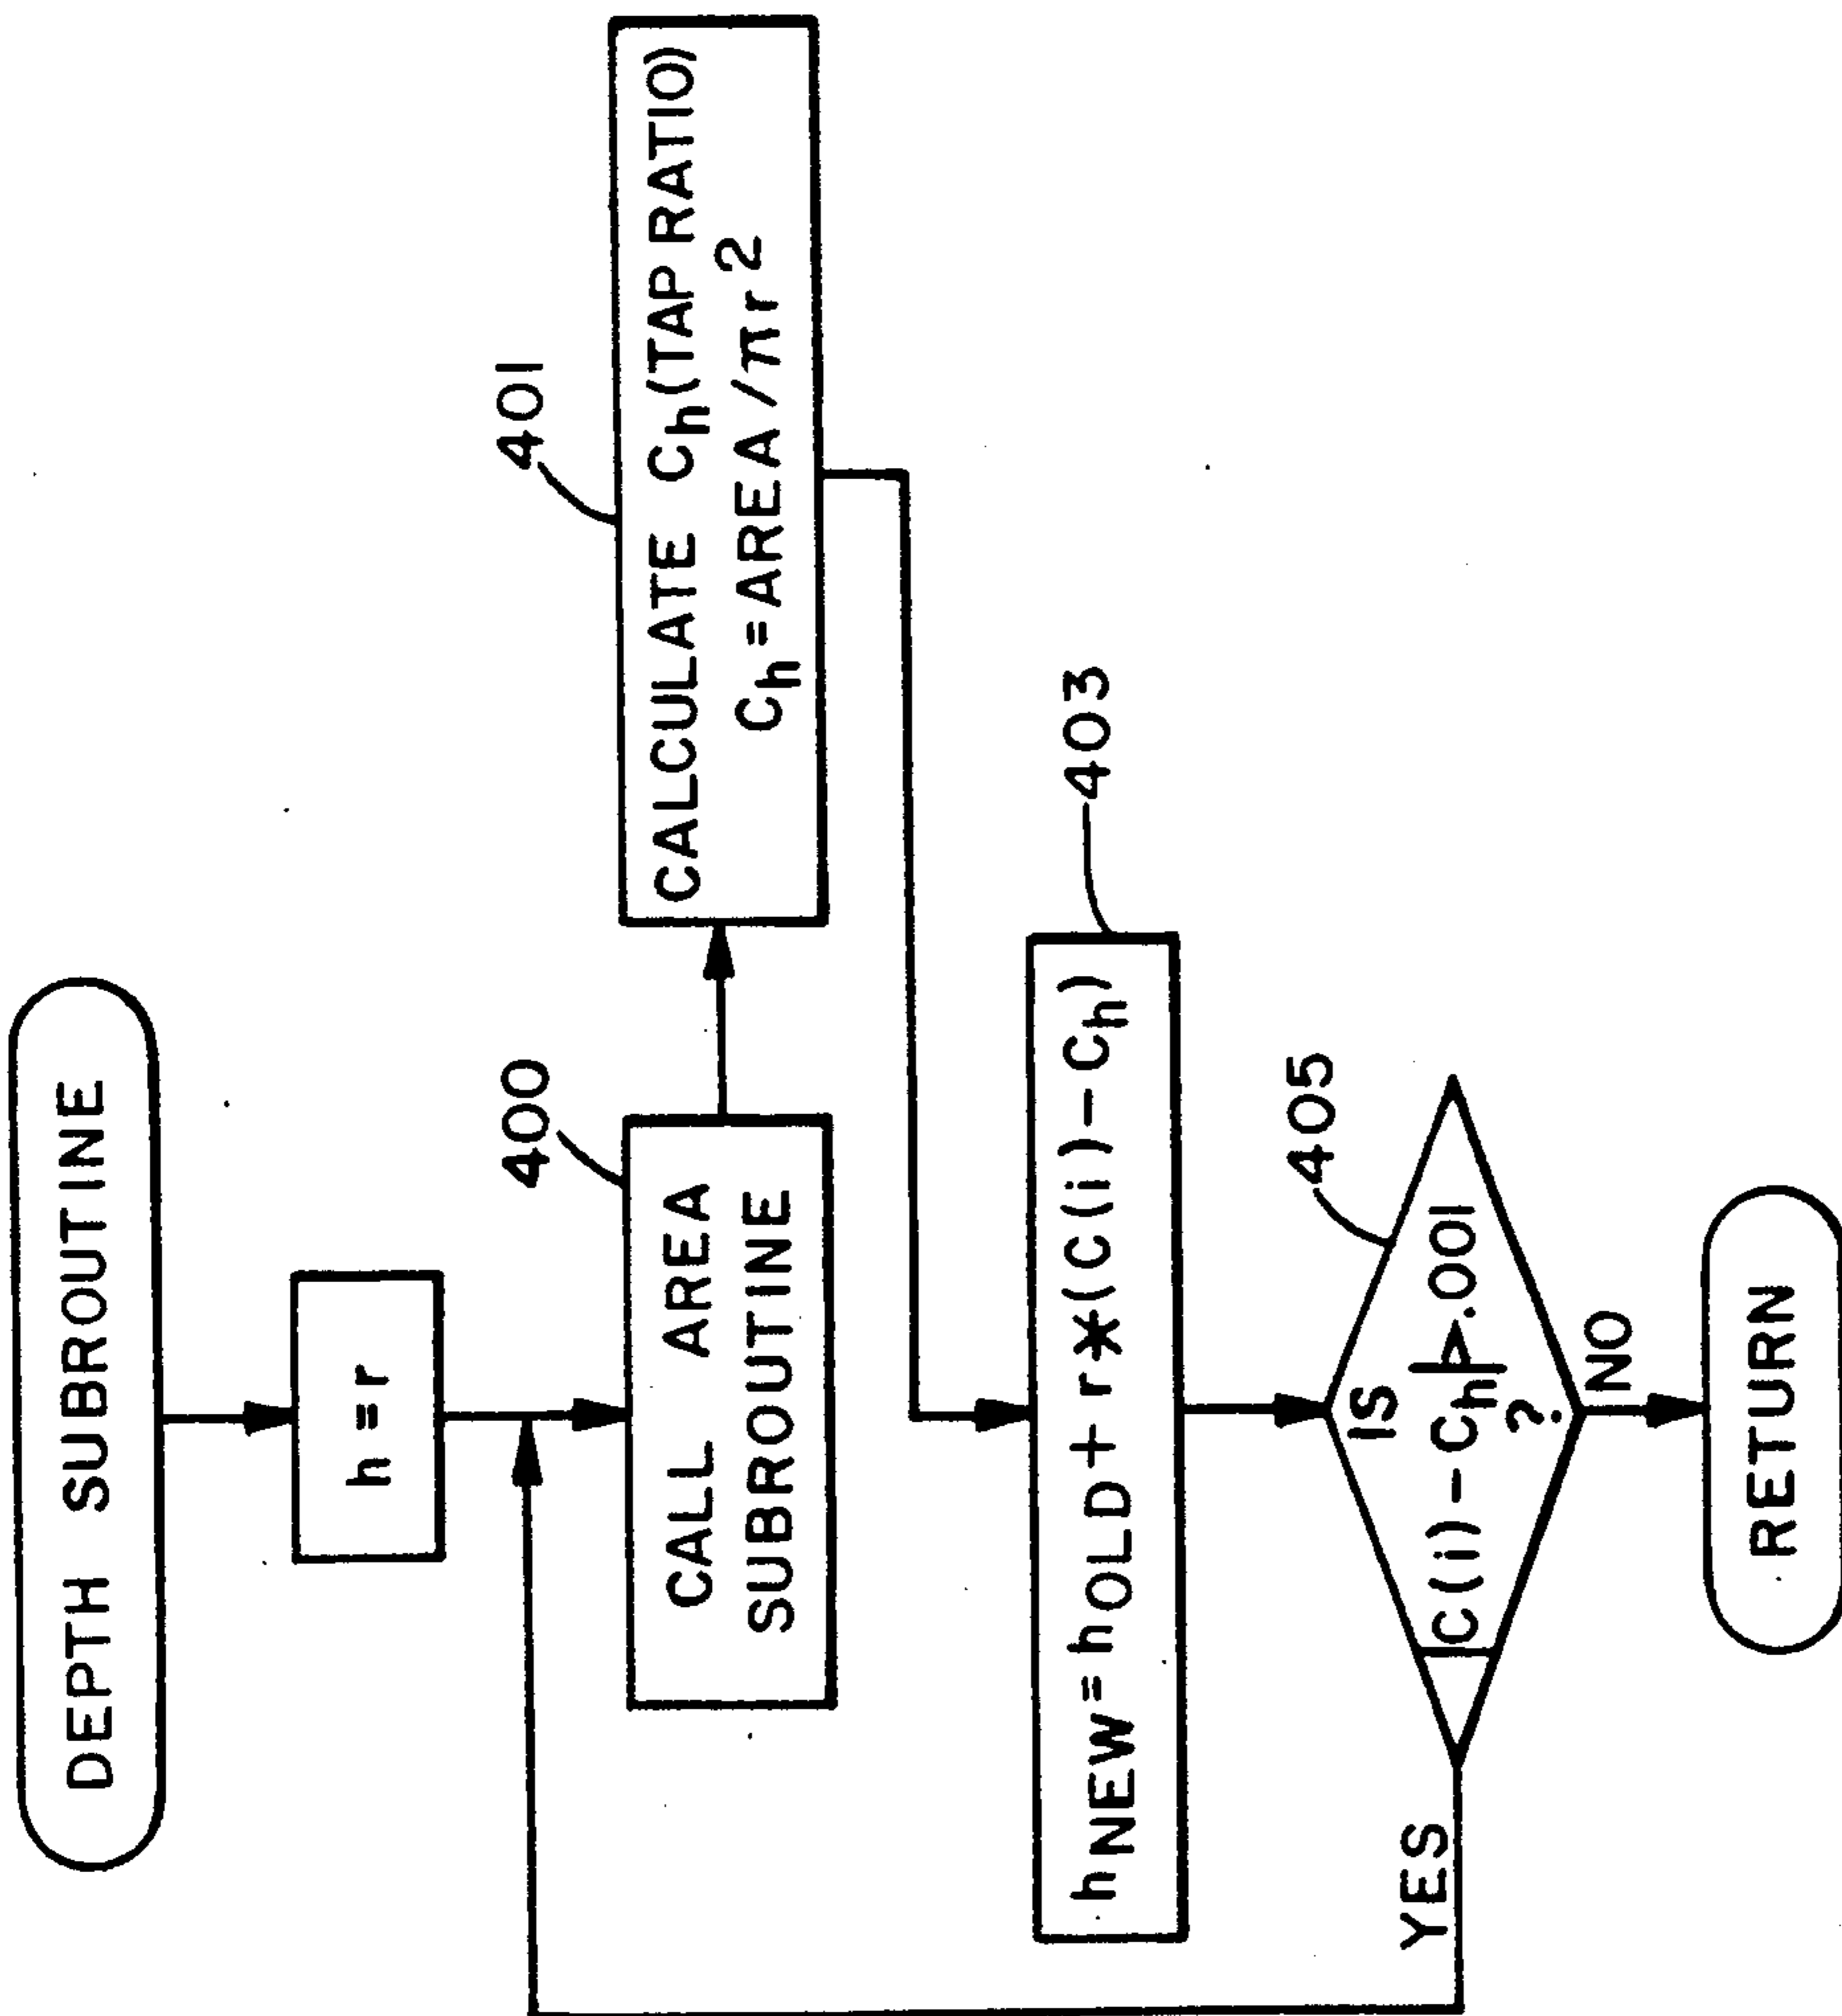 DEPTH SUBROUTINE
h = r
400
CALL AREA
SUBROUTINE
401
CALCULATE Ch (TAP RATIO)
Ch = AREA / πr²
403
hNEW = hOLD + r*(C(i) - Ch)
405
IS
|C(i) - Ch| > .001
?
YES
NO
RETURN